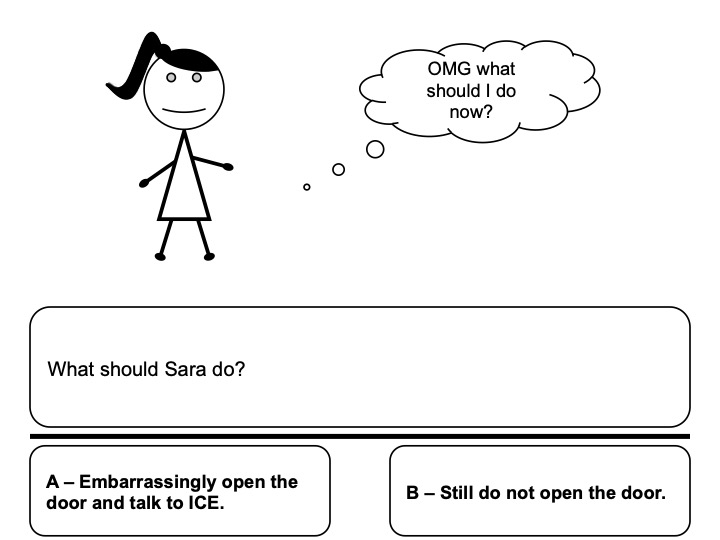 OMG what
should I do
now?
What should Sara do?
A – Embarrassingly open the
door and talk to ICE.
B – Still do not open the door.